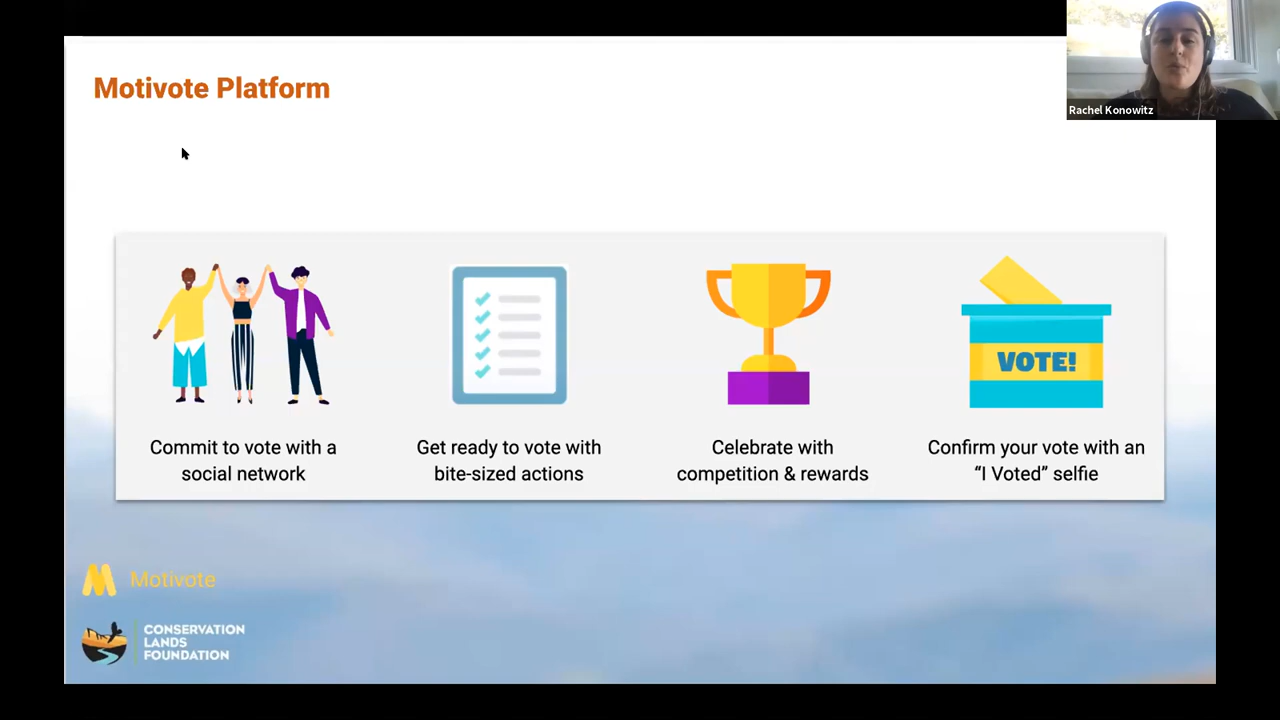 Motivote Platform
Rachel Konowitz
VOTE!
Commit to vote with a
social network
Get ready to vote with
bite-sized actions
Celebrate with
competition & rewards
Confirm your vote with an
“I Voted” selfie
Motivote
CONSERVATION
LANDS
FOUNDATION